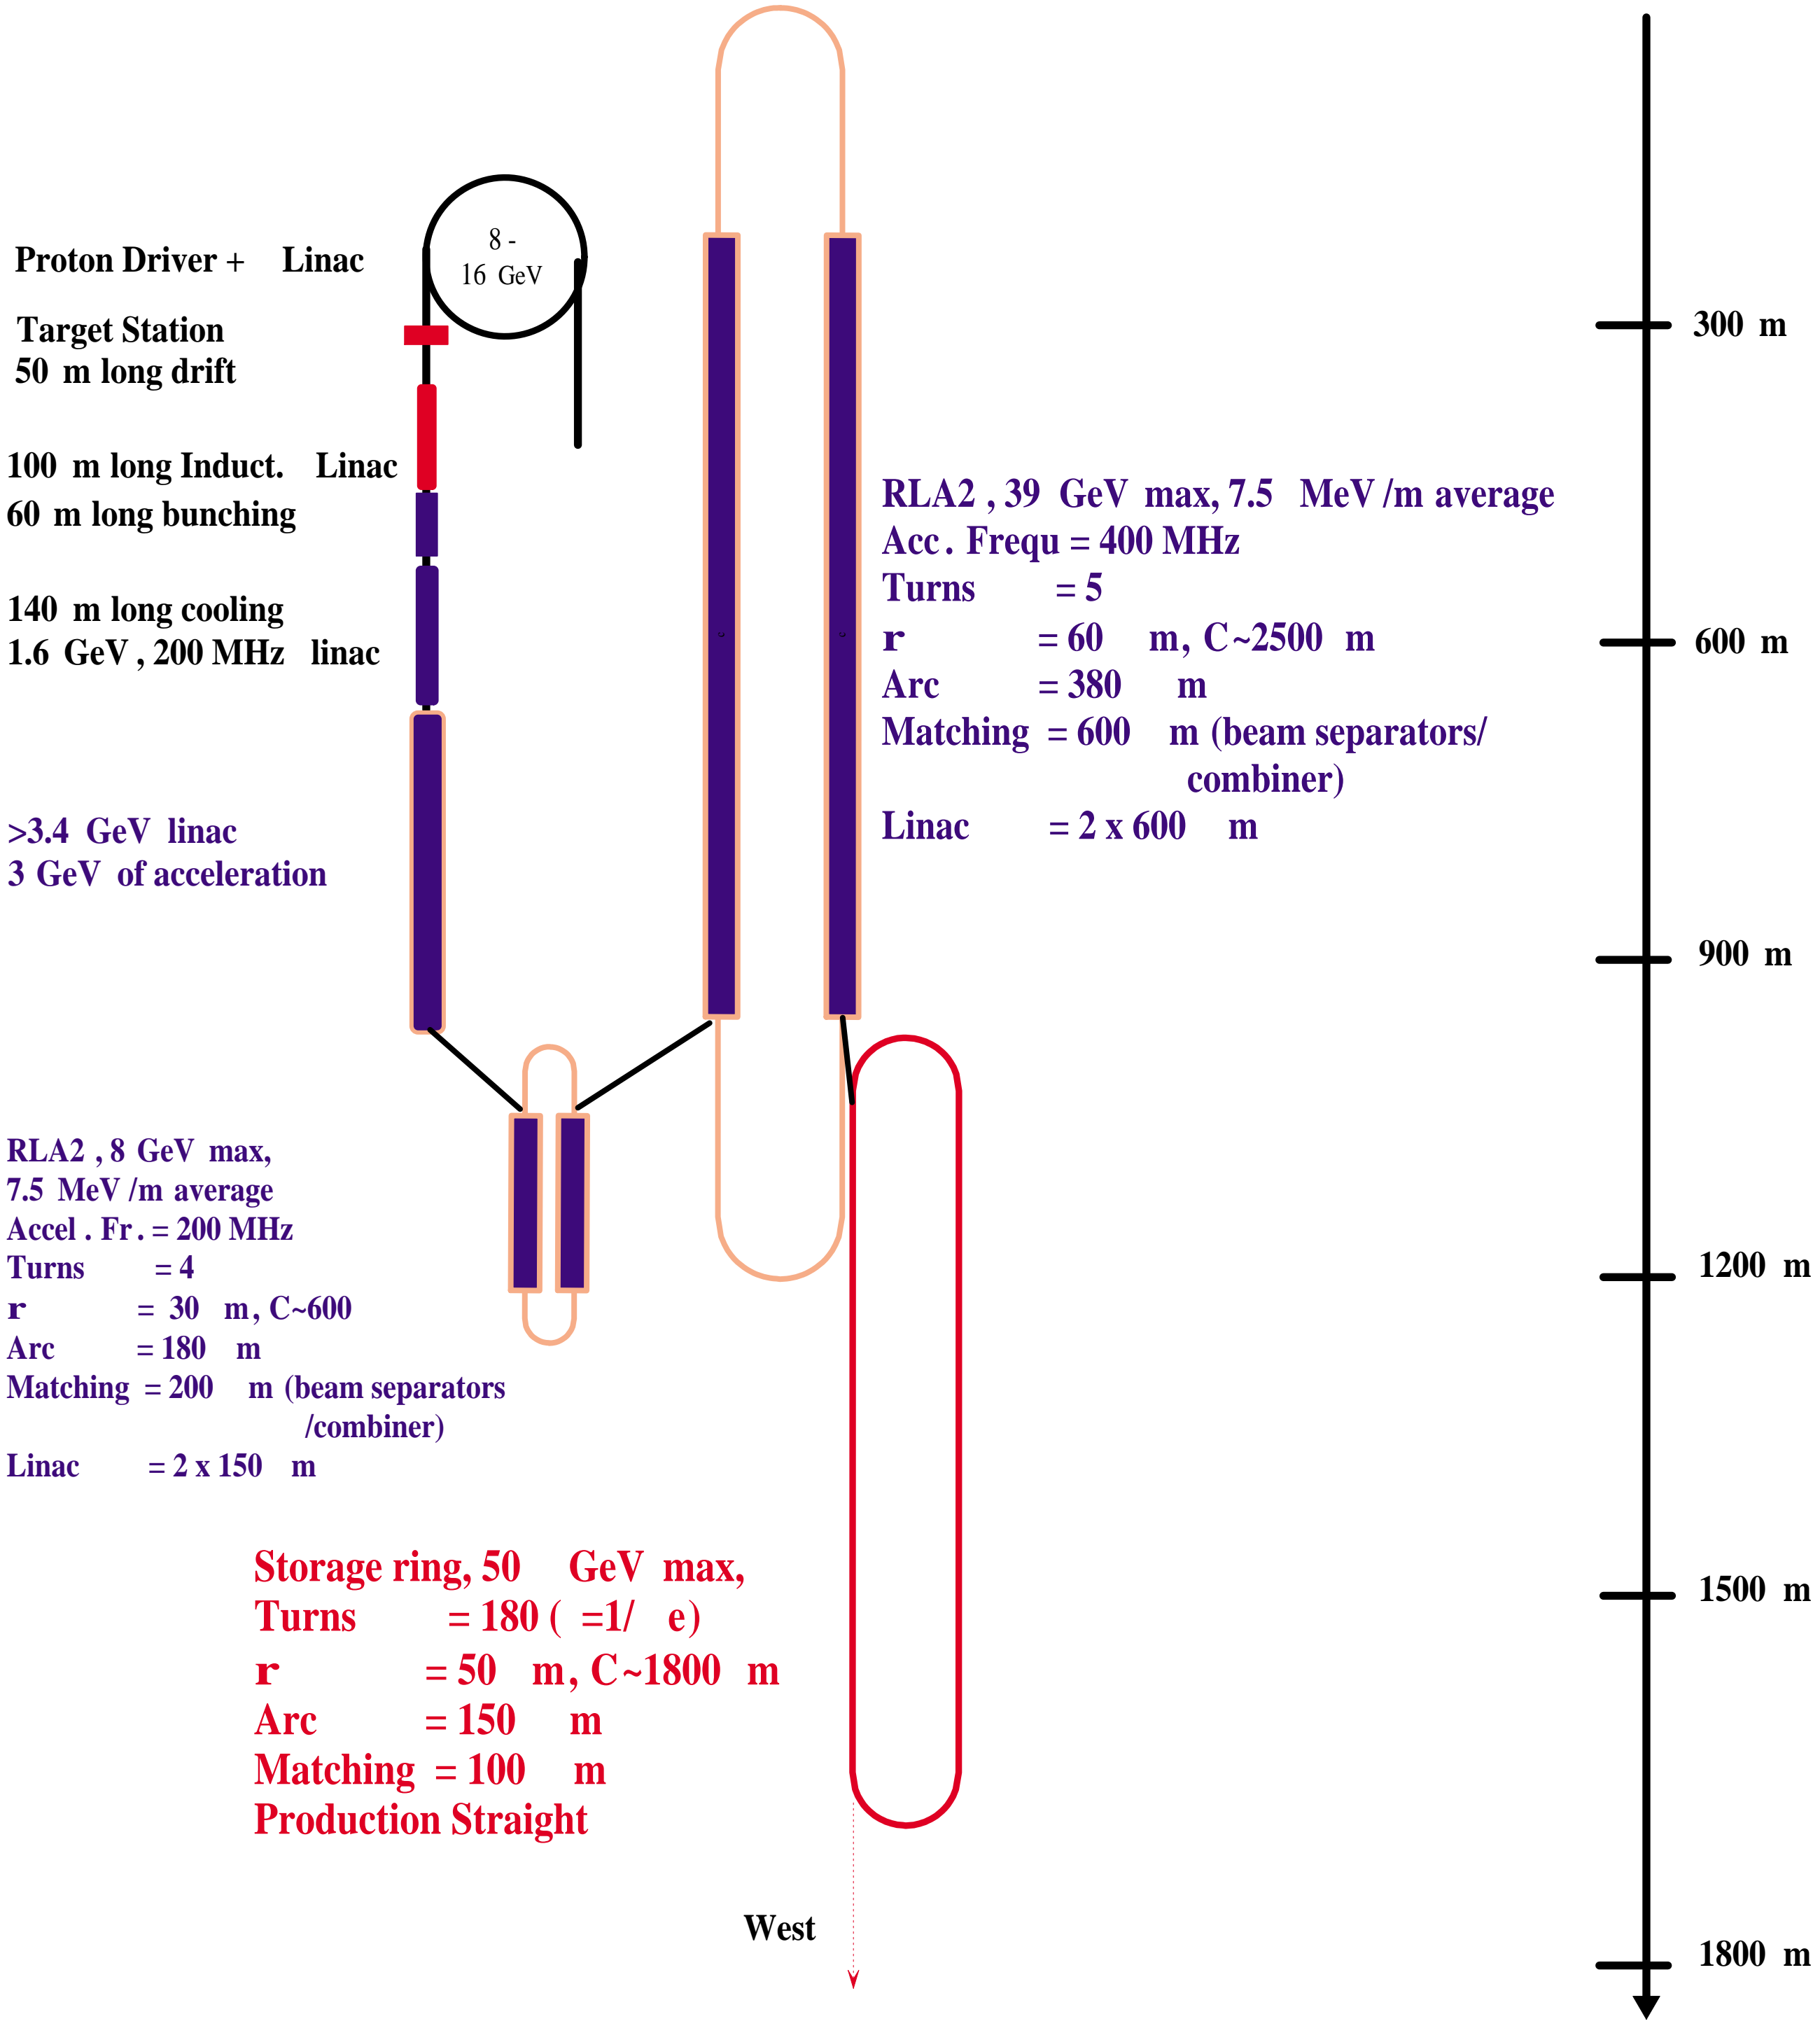 Proton Driver + Linac
8 -
16 GeV
Target Station
50 m long drift
100 m long Induct. Linac
60 m long bunching
140 m long cooling
1.6 GeV , 200 MHz linac
>3.4 GeV linac
3 GeV of acceleration
RLA2 , 8 GeV max,
7.5 MeV /m average
Accel . Fr . = 200 MHz
Turns = 4
r = 30 m, C~600
Arc = 180 m
Matching = 200 m (beam separators
/combiner)
Linac = 2 x 150 m
RLA2 , 39 GeV max, 7.5 MeV /m average
Acc . Frequ = 400 MHz
Turns = 5
r = 60 m, C~2500 m
Arc = 380 m
Matching = 600 m (beam separators/
combiner)
Linac = 2 x 600 m
Storage ring, 50 GeV max,
Turns = 180 ( =1/ e)
r = 50 m, C~1800 m
Arc = 150 m
Matching = 100 m
Production Straight
West
300 m
600 m
900 m
1200 m
1500 m
1800 m